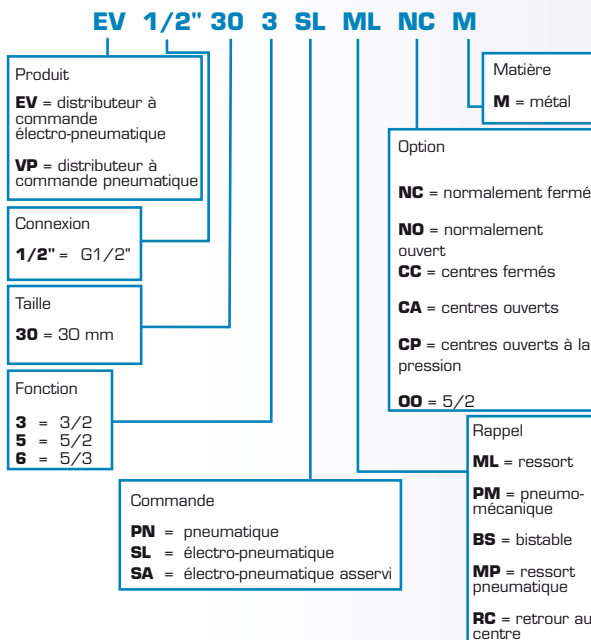 EV 1/2" 30 3 SL ML NC M
Produit
EV = distributeur à
commande
électro-pneumatique
VP = distributeur à
commande pneumatique
Connexion
1/2" = G1/2"
Taille
30 = 30 mm
Fonction
3 = 3/2
5 = 5/2
6 = 5/3
Commande
PN = pneumatique
SL = électro-pneumatique
SA = électro-pneumatique asservi
Matière
M = métal
Option
NC = normalement fermé
NO = normalement
ouvert
CC = centres fermés
CA = centres ouverts
CP = centres ouverts à la
pression
OO = 5/2
Rappel
ML = ressort
PM = pneumo-
mécanique
BS = bistable
MP = ressort
pneumatique
RC = retour au
centre